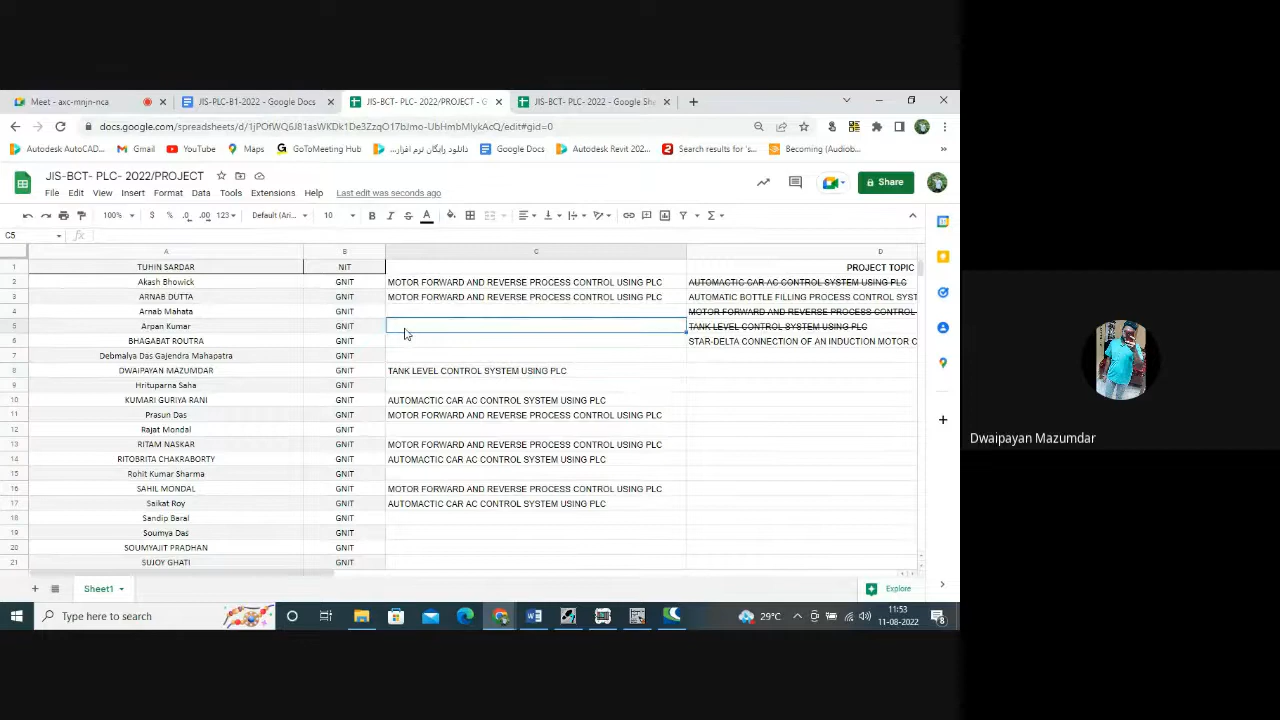 Meet - axc-mnjn-nca
JIS-PLC-B1-2022 - Google Docs
JIS-BCT- PLC- 2022/PROJECT - G
JIS-BCT- PLC - 2022 - Google She
docs.google.com/spreadsheets/d/1jPOfWQ6J81asWKDk1De3ZzqO17bJmo-UbHmbMIykAcQ/edit#gid=0
Autodesk AutoCAD...
Gmail
YouTube
Maps
GoToMeeting Hub
دانلود رایگان نرم افزار...
Google Docs
Autodesk Revit 202...
Search results for 's...
Becoming (Audiob...
JIS-BCT- PLC- 2022/PROJECT
File Edit View Insert Format Data Tools Extensions Help Last edit was seconds ago
Share
100% $ % .0 .00 123 Default (Ari... 10
C5
A B C D
1 TUHIN SARDAR NIT PROJECT TOPIC
2 Akash Bhowick GNIT MOTOR FORWARD AND REVERSE PROCESS CONTROL USING PLC AUTOMACTIC CAR AC CONTROL SYSTEM USING PLC
3 ARNAB DUTTA GNIT MOTOR FORWARD AND REVERSE PROCESS CONTROL USING PLC AUTOMATIC BOTTLE FILLING PROCESS CONTROL SYST
4 Arnab Mahata GNIT MOTOR FORWARD AND REVERSE PROCESS CONTROL
5 Arpan Kumar GNIT TANK LEVEL CONTROL SYSTEM USING PLC
6 BHAGABAT ROUTRA GNIT STAR-DELTA CONNECTION OF AN INDUCTION MOTOR C
7 Debmalya Das Gajendra Mahapatra GNIT
8 DWAIPAYAN MAZUMDAR GNIT TANK LEVEL CONTROL SYSTEM USING PLC
9 Hrituparna Saha GNIT
10 KUMARI GURIYA RANI GNIT AUTOMACTIC CAR AC CONTROL SYSTEM USING PLC
11 Prasun Das GNIT MOTOR FORWARD AND REVERSE PROCESS CONTROL USING PLC
12 Rajat Mondal GNIT
13 RITAM NASKAR GNIT MOTOR FORWARD AND REVERSE PROCESS CONTROL USING PLC
14 RITOBRITA CHAKRABORTY GNIT AUTOMACTIC CAR AC CONTROL SYSTEM USING PLC
15 Rohit Kumar Sharma GNIT
16 SAHIL MONDAL GNIT MOTOR FORWARD AND REVERSE PROCESS CONTROL USING PLC
17 Saikat Roy GNIT AUTOMACTIC CAR AC CONTROL SYSTEM USING PLC
18 Sandip Baral GNIT
19 Soumya Das GNIT
20 SOUMYAJIT PRADHAN GNIT
21 SUJOY GHATI GNIT
Sheet1
Explore
Type here to search
29°C
11:53
11-08-2022
8
Dwaipayan Mazumdar